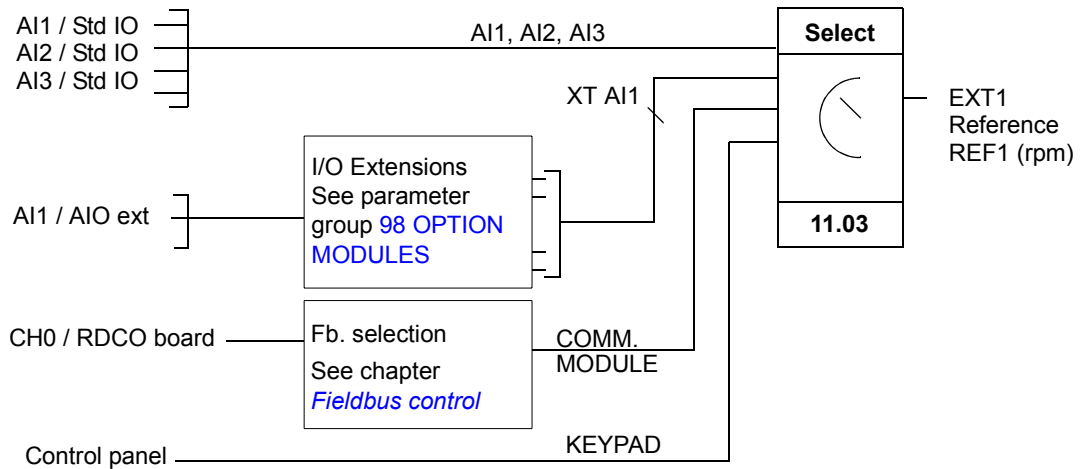 AI1 / Std IO
AI2 / Std IO
AI3 / Std IO
AI1, AI2, AI3
Select
XT AI1
EXT1
Reference
REF1 (rpm)
I/O Extensions
See parameter
group 98 OPTION
MODULES
AI1 / AIO ext
11.03
CH0 / RDCO board
Fb. selection
See chapter
Fieldbus control
COMM.
MODULE
Control panel
KEYPAD